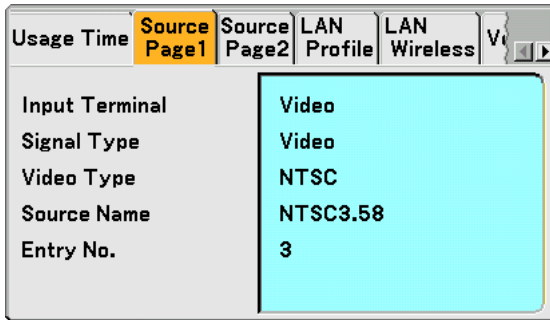 Usage Time
Source Page1
Source Page2
LAN Profile
LAN Wireless
Input Terminal Video
Signal Type Video
Video Type NTSC
Source Name NTSC3.58
Entry No. 3